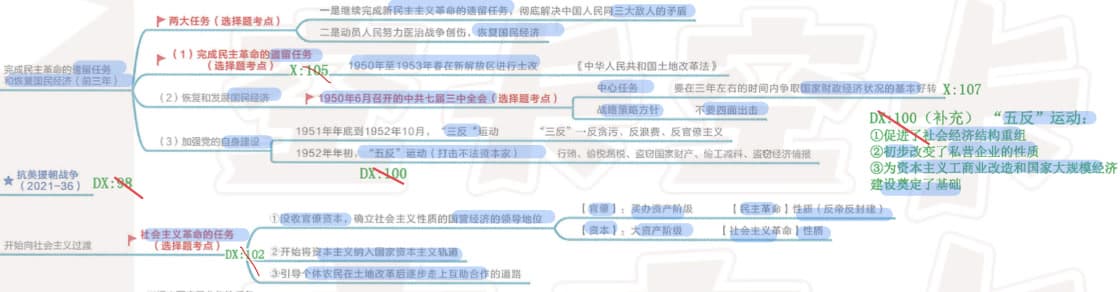 一是继续完成新民主主义革命的遗留任务，彻底解决中国人民同三大敌人的矛盾
两大任务（选择题考点）
二是动员人民努力医治战争创伤，恢复国民经济
完成民主革命的遗留任务
和恢复国民经济（前三年）
（1）完成民主革命的遗留任务
（选择题考点）
X:105
1950年至1953年春在新解放区进行土改
《中华人民共和国土地改革法》
（2）恢复和发展国民经济
1950年6月召开的中共七届三中全会（选择题考点）
中心任务
要在三年左右的时间内争取国家财政经济状况的基本好转
X:107
战略策略方针
不要四面出击
（3）加强党的自身建设
1951年年底到1952年10月，“三反”运动
“三反”—反贪污、反浪费、反官僚主义
1952年年初，“五反”运动（打击不法资本家）
行贿、偷税漏税、盗窃国家财产、偷工减料、盗窃经济情报
DX:100
DX:100（补充）“五反”运动：
①促进了社会经济结构重组
②初步改变了私营企业的性质
③为资本主义工商业改造和国家大规模经济
建设奠定了基础
抗美援朝战争
（2021-36）
DX:98
开始向社会主义过渡
社会主义革命的任务
（选择题考点）
DX:102
①没收官僚资本，确立社会主义性质的国营经济的领导地位
【官僚】：买办资产阶级
【民主革命】性质（反帝反封建）
【资本】：大资产阶级
【社会主义革命】性质
②开始将资本主义纳入国家资本主义轨道
③引导个体农民在土地改革后逐步走上互助合作的道路